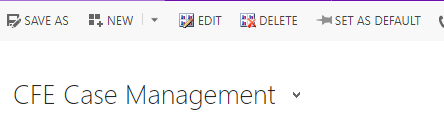 SAVE AS NEW EDIT DELETE SET AS DEFAULT
CFE Case Management